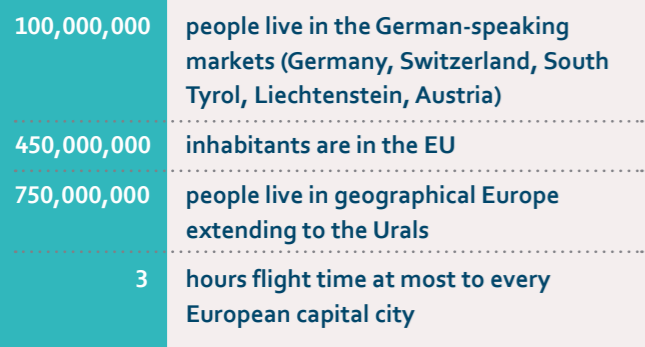 100,000,000 people live in the German-speaking
markets (Germany, Switzerland, South
Tyrol, Liechtenstein, Austria)
450,000,000 inhabitants are in the EU
750,000,000 people live in geographical Europe
extending to the Urals
3 hours flight time at most to every
European capital city